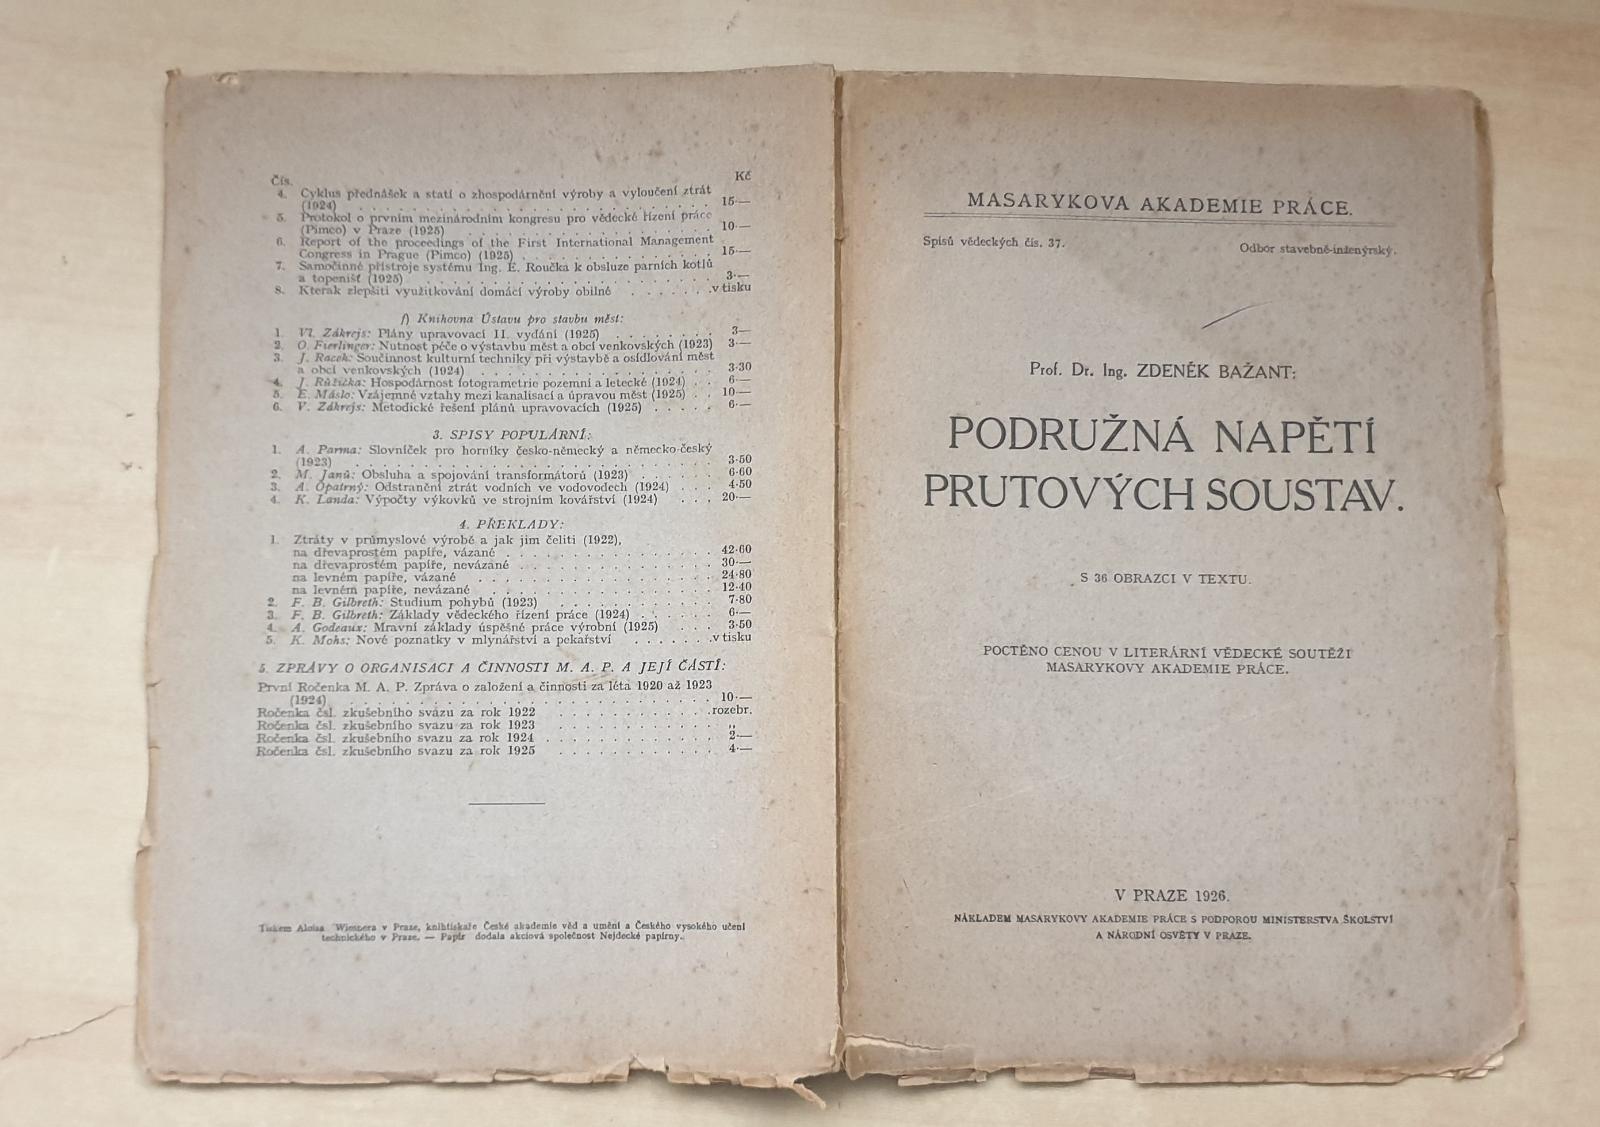 Čís. Kč
4. Cyklus přednášek a statí o zhospodárnění výroby a vyloučení ztrát
(1924) . . . . . . . . . . . . . . . . . . . . 15·—
5. Protokol o prvním mezinárodním kongresu pro vědecké řízení práce
(Pimco) v Praze (1925) . . . . . . . . . . . . . . 10·—
6. Report of the proceedings of the First International Management
Congress in Prague (Pimco) (1925) . . . . . . . . . . . 15·—
7. Samočinné přístroje systému Ing. E. Roučka k obsluze parních kotlů
a topenišť (1925) . . . . . . . . . . . . . . . . 3·—
8. Kterak zlepšiti využitkování domácí výroby obilné . . . . . . .v tisku
f) Knihovna Ústavu pro stavbu měst:
1. Vl. Zákrejs: Plány upravovací II. vydání (1925) . . . . . . . 3—
2. O. Fierlinger: Nutnost péče o výstavbu měst a obcí venkovských (1923) 3·—
3. J. Racek: Součinnost kulturní techniky při výstavbě a osídlování měst
a obcí venkovských (1924) . . . . . . . . . . . . . 3·30
4. J. Růžička: Hospodárnost fotogrametrie pozemní a letecké (1924) . . 6—
5. E. Máslo: Vzájemné vztahy mezi kanalisací a úpravou měst (1925) . . 10—
6. V. Zákrejs: Metodické řešení plánů upravovacích (1925) . . . . . 6·—
3. SPISY POPULÁRNÍ:
1. A. Parma: Slovníček pro horníky česko-německý a německo-český
(1923) . . . . . . . . . . . . . . . . . . . . 3·50
2. M. Janů: Obsluha a spojování transformátorů (1923) . . . . . . 6·60
3. A. Opatrný: Odstranění ztrát vodních ve vodovodech (1924) . . . 4·50
4. K. Landa: Výpočty výkovků ve strojním kovářství (1924) . . . 20·—
4. PŘEKLADY:
1. Ztráty v průmyslové výrobě a jak jim čeliti (1922),
na dřevaprostém papíře, vázané . . . . . . . . . . . . 42·60
na dřevaprostém papíře, nevázané . . . . . . . . . . . 30·—
na levném papíře, vázané . . . . . . . . . . . . . 24·80
na levném papíře, nevázané . . . . . . . . . . . . 12·40
2. F. B. Gilbreth: Studium pohybů (1923) . . . . . . . . . 7·80
3. F. B. Gilbreth: Základy vědeckého řízení práce (1924) . . . . . 6·—
4. A. Godeaux: Mravní základy úspěšné práce výrobní (1925) . . . 3·50
5. K. Mohs: Nové poznatky v mlynářství a pekařství . . . . . . .v tisku
5. ZPRÁVY O ORGANISACI A ČINNOSTI M. A. P. A JEJÍ ČÁSTÍ:
První Ročenka M. A. P. Zpráva o založení a činnosti za léta 1920 až 1923
(1924) . . . . . . . . . . . . . . . . . . . . 10·—
Ročenka čsl. zkušebního svazu za rok 1922 . . . . . . . . . .rozebr.
Ročenka čsl. zkušebního svazu za rok 1923 . . . . . . . . . „
Ročenka čsl. zkušebního svazu za rok 1924 . . . . . . . . . . 2·—
Ročenka čsl. zkušebního svazu za rok 1925 . . . . . . . . . 4·—
Tiskem Aloisa Wiesnera v Praze, knihtiskaře České akademie věd a umění a Českého vysokého učení
technického v Praze. — Papír dodala akciová společnost Nejdecké papírny.
MASARYKOVA AKADEMIE PRÁCE.
Spisů vědeckých čís. 37. Odbor stavebně-inženýrský.
Prof. Dr. Ing. ZDENĚK BAŽANT:
PODRUŽNÁ NAPĚTÍ
PRUTOVÝCH SOUSTAV.
S 36 OBRAZCI V TEXTU.
POCTĚNO CENOU V LITERÁRNÍ VĚDECKÉ SOUTĚŽI
MASARYKOVY AKADEMIE PRÁCE.
V PRAZE 1926.
NÁKLADEM MASARYKOVY AKADEMIE PRÁCE S PODPOROU MINISTERSTVA ŠKOLSTVÍ
A NÁRODNÍ OSVĚTY V PRAZE.